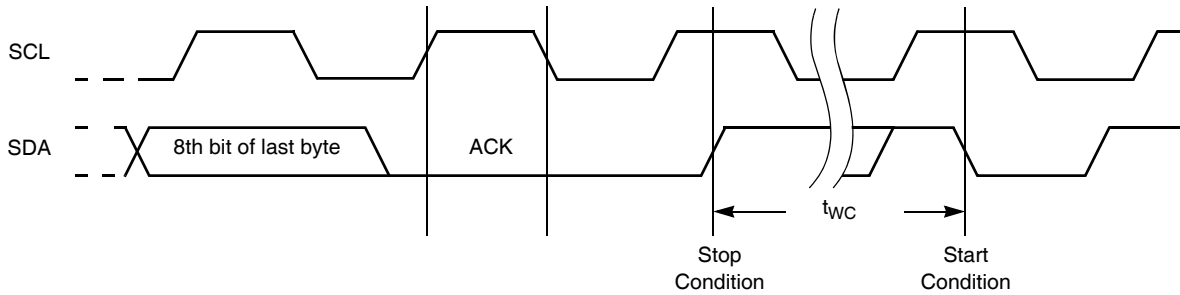 SCL
SDA
8th bit of last byte
ACK
tWC
Stop
Condition
Start
Condition